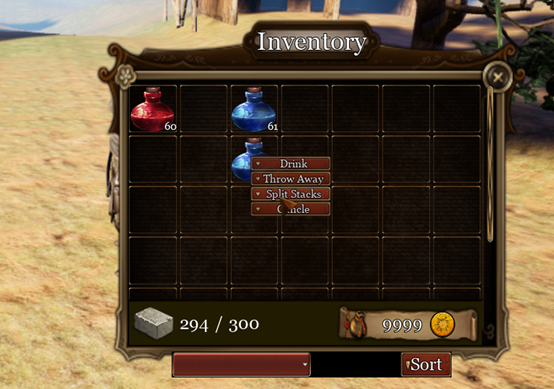 Inventory
60
61
Drink
Throw Away
Split Stacks
294 / 300
9999
Sort